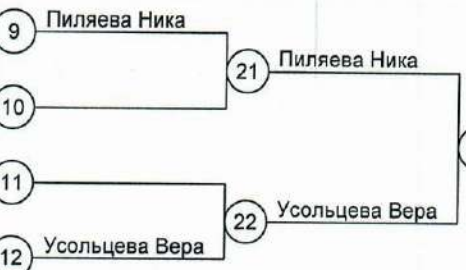 9 Пиляева Ника
21 Пиляева Ника
10
11
22 Усольцева Вера
12 Усольцева Вера